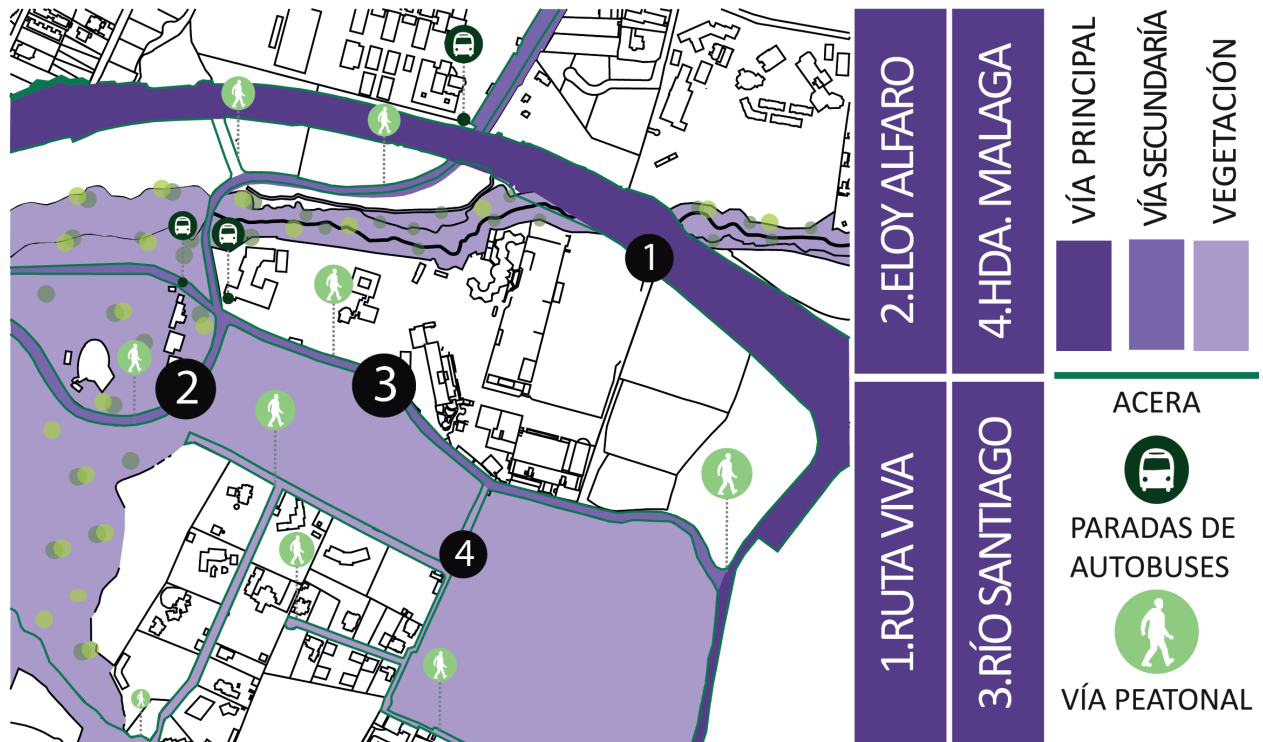 1
2
3
4
2.ELOY ALFARO
4.HDA. MALAGA
1.RUTA VIVA
3.RÍO SANTIAGO
VÍA PRINCIPAL
VÍA SECUNDARÍA
VEGETACIÓN
ACERA
PARADAS DE
AUTOBUSES
VÍA PEATONAL